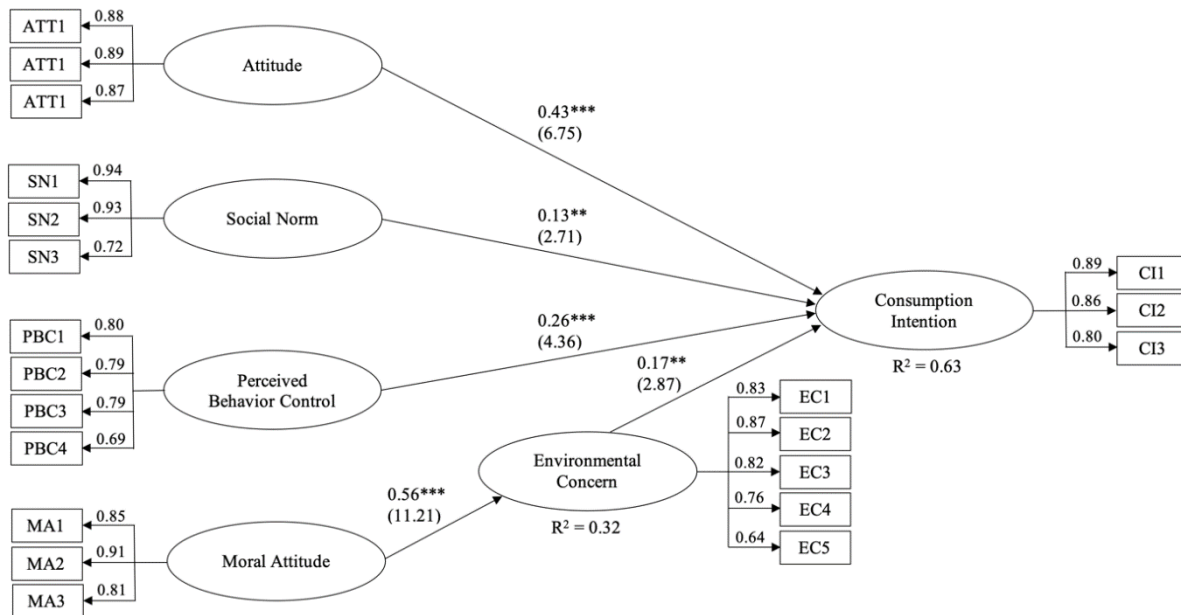 ATT1
0.88
ATT1
0.89
ATT1
0.87
Attitude
0.43***
(6.75)
SN1
0.94
SN2
0.93
SN3
0.72
Social Norm
0.13**
(2.71)
PBC1
0.80
PBC2
0.79
PBC3
0.79
PBC4
0.69
Perceived
Behavior Control
0.26***
(4.36)
MA1
0.85
MA2
0.91
MA3
0.81
Moral Attitude
0.56***
(11.21)
Environmental
Concern
R² = 0.32
0.17**
(2.87)
0.83
EC1
0.87
EC2
0.82
EC3
0.76
EC4
0.64
EC5
Consumption
Intention
R² = 0.63
0.89
CI1
0.86
CI2
0.80
CI3